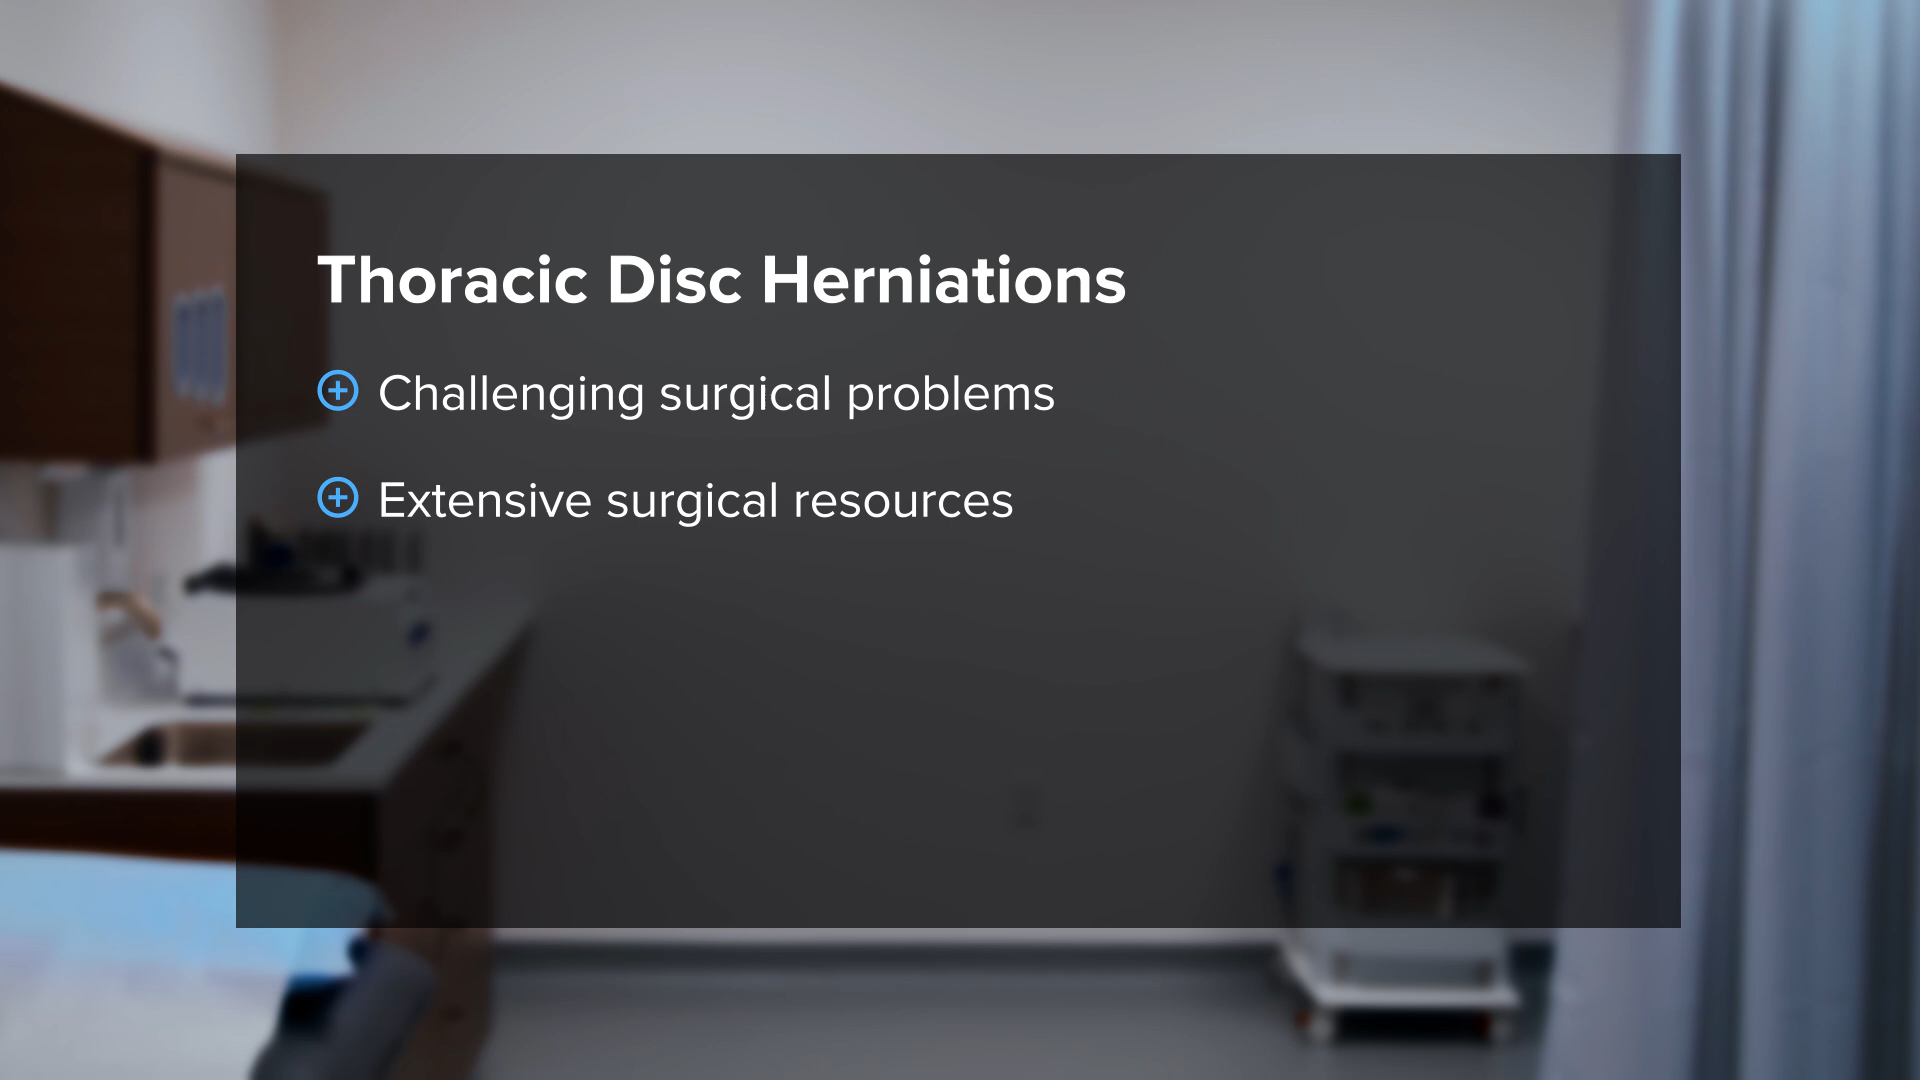 Thoracic Disc Herniations
Challenging surgical problems
Extensive surgical resources